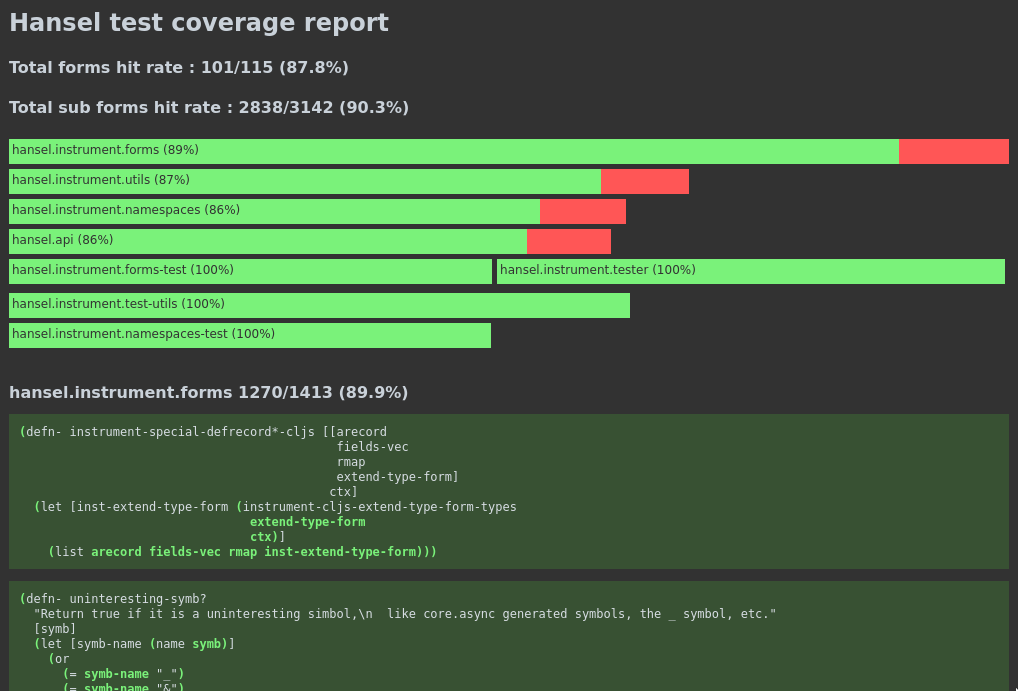 Hansel test coverage report
Total forms hit rate : 101/115 (87.8%)
Total sub forms hit rate : 2838/3142 (90.3%)
hansel.instrument.forms (89%)
hansel.instrument.utils (87%)
hansel.instrument.namespaces (86%)
hansel.api (86%)
hansel.instrument.forms-test (100%) hansel.instrument.tester (100%)
hansel.instrument.test-utils (100%)
hansel.instrument.namespaces-test (100%)
hansel.instrument.forms 1270/1413 (89.9%)
(defn- instrument-special-defrecord*-cljs [[arecord
fields-vec
rmap
extend-type-form]
ctx]
(let [inst-extend-type-form (instrument-cljs-extend-type-form-types
extend-type-form
ctx)]
(list arecord fields-vec rmap inst-extend-type-form)))
(defn- uninteresting-symb?
"Return true if it is a uninteresting simbol,\n  like core.async generated symbols, the _ symbol, etc."
[symb]
(let [symb-name (name symb)]
(or
(= symb-name "_")
(= symb-name "&")